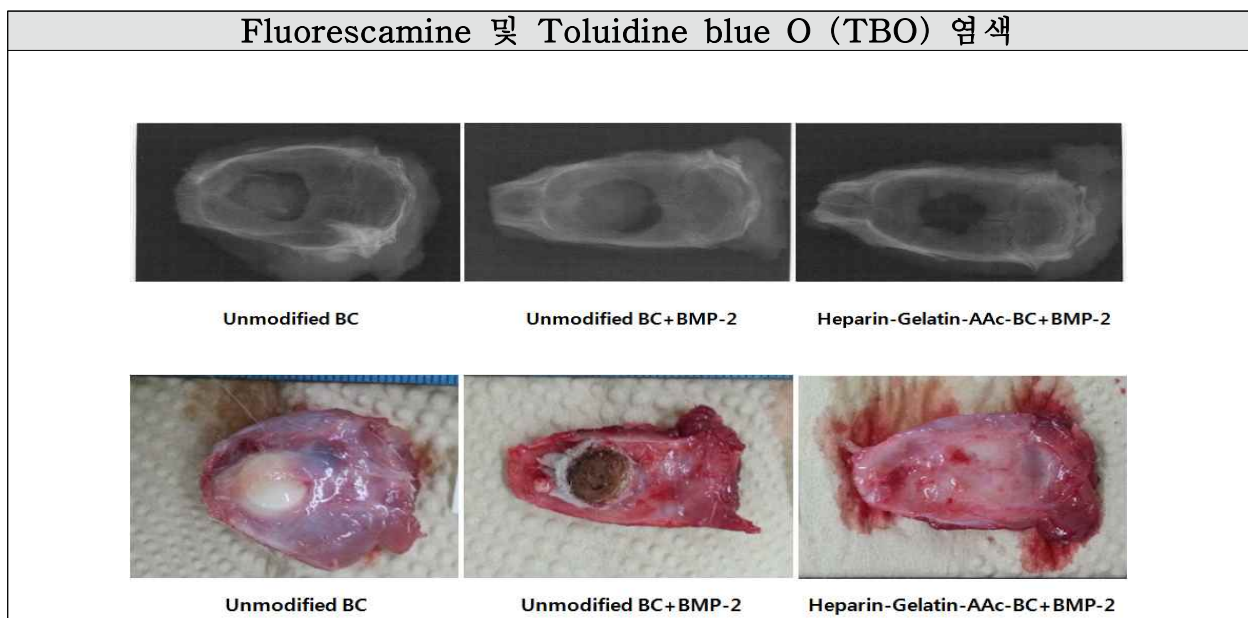 Fluorescamine 및 Toluidine blue O (TBO) 염색
Unmodified BC
Unmodified BC+BMP-2
Heparin-Gelatin-AAc-BC+BMP-2
Unmodified BC
Unmodified BC+BMP-2
Heparin-Gelatin-AAc-BC+BMP-2